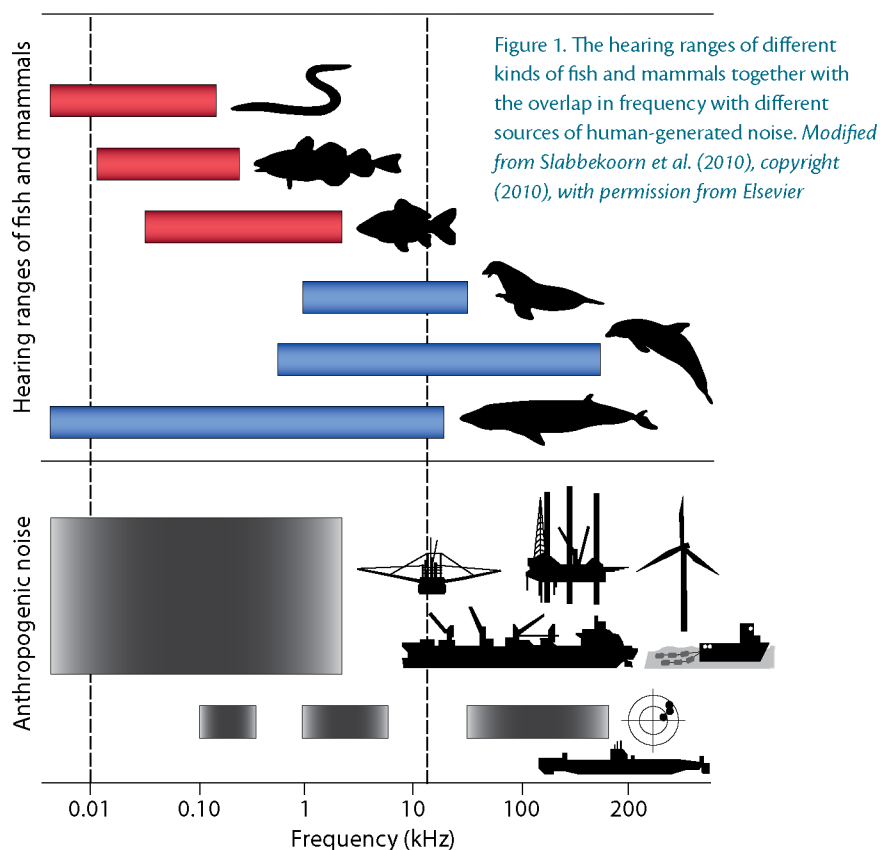 Figure 1. The hearing ranges of different
kinds of fish and mammals together with
the overlap in frequency with different
sources of human-generated noise. Modified
from Slabbekoorn et al. (2010), copyright
(2010), with permission from Elsevier
Hearing ranges of fish and mammals
Anthropogenic noise
0.01 0.10 1 10 100 200
Frequency (kHz)